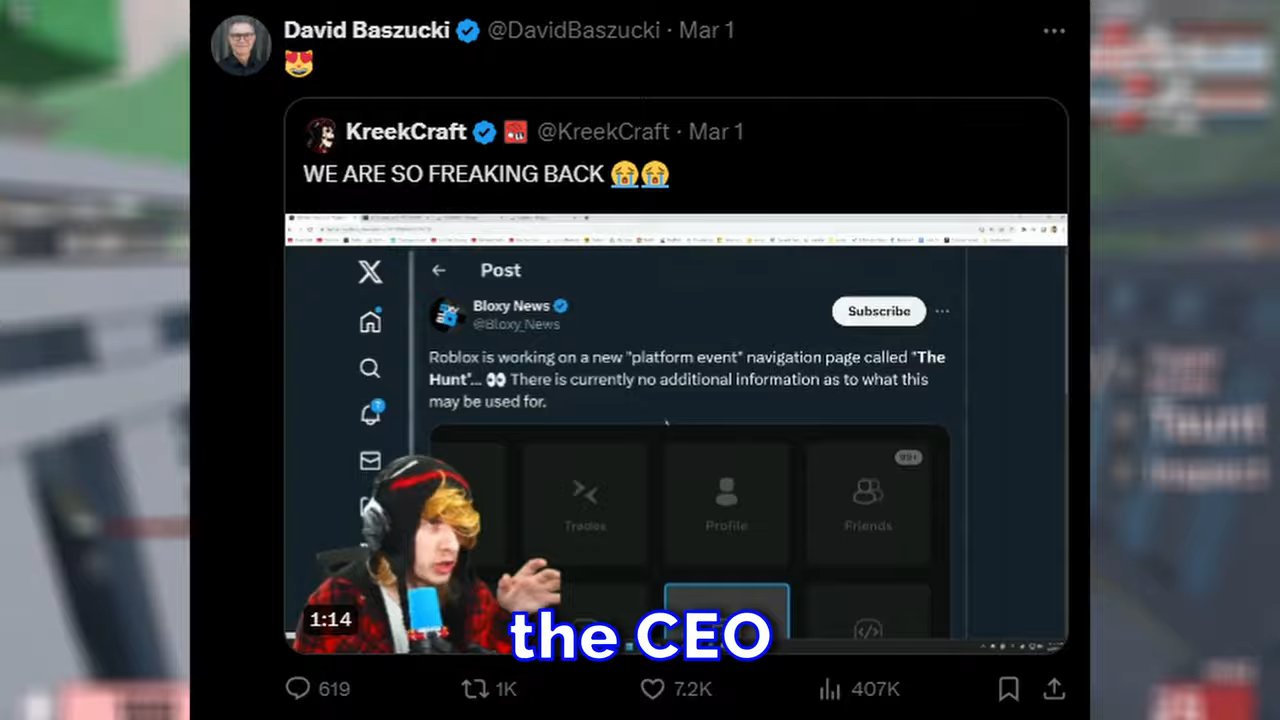 David Baszucki @DavidBaszucki · Mar 1
😻
KreekCraft @KreekCraft · Mar 1
WE ARE SO FREAKING BACK 😭😭
Post
Bloxy News
@Bloxy_News
Subscribe
Roblox is working on a new "platform event" navigation page called "The
Hunt"... 👀 There is currently no additional information as to what this
may be used for.
99+
Trades
Profile
Friends
1:14
the CEO
619
1K
7.2K
407K
Taunt